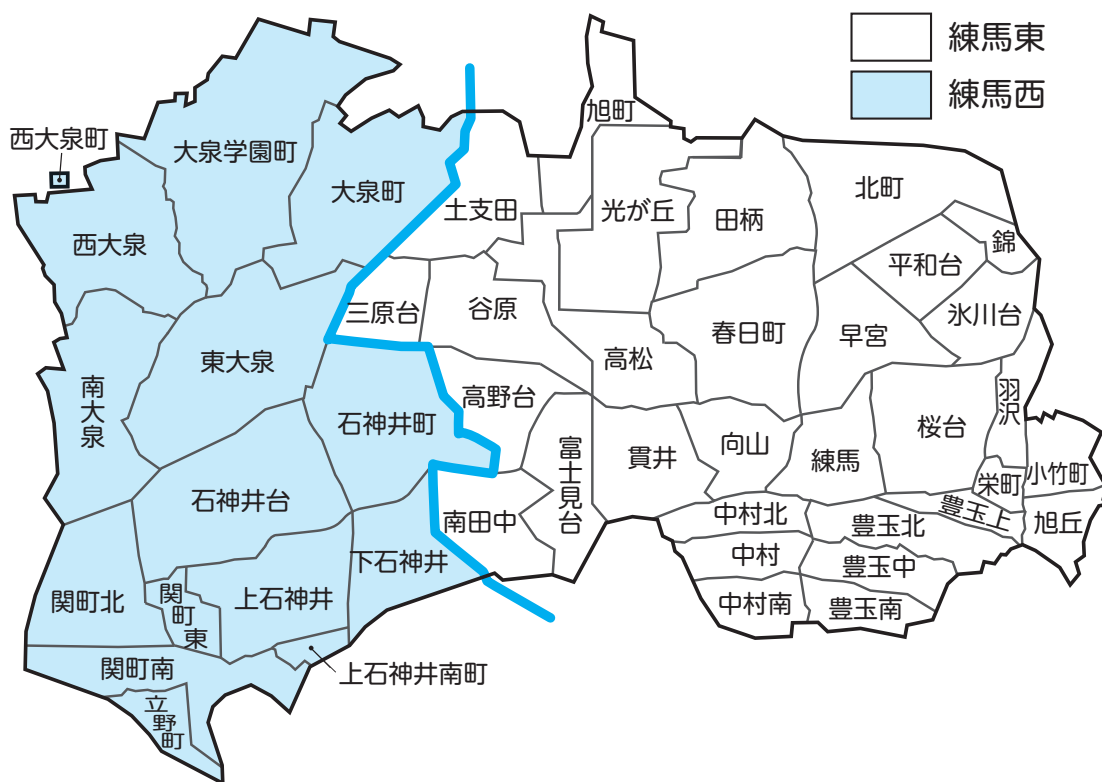 練馬東
練馬西
旭町
西大泉町
大泉学園町
大泉町
土支田
光が丘
田柄
北町
西大泉
錦
平和台
三原台
谷原
氷川台
春日町
早宮
東大泉
高松
南大泉
高野台
羽沢
石神井町
桜台
富士見台
貫井
向山
練馬
小竹町
栄町
石神井台
南田中
中村北
豊玉北
豊玉上
旭丘
下石神井
中村
豊玉中
関町北
関町東
上石神井
中村南
豊玉南
関町南
上石神井南町
立野町